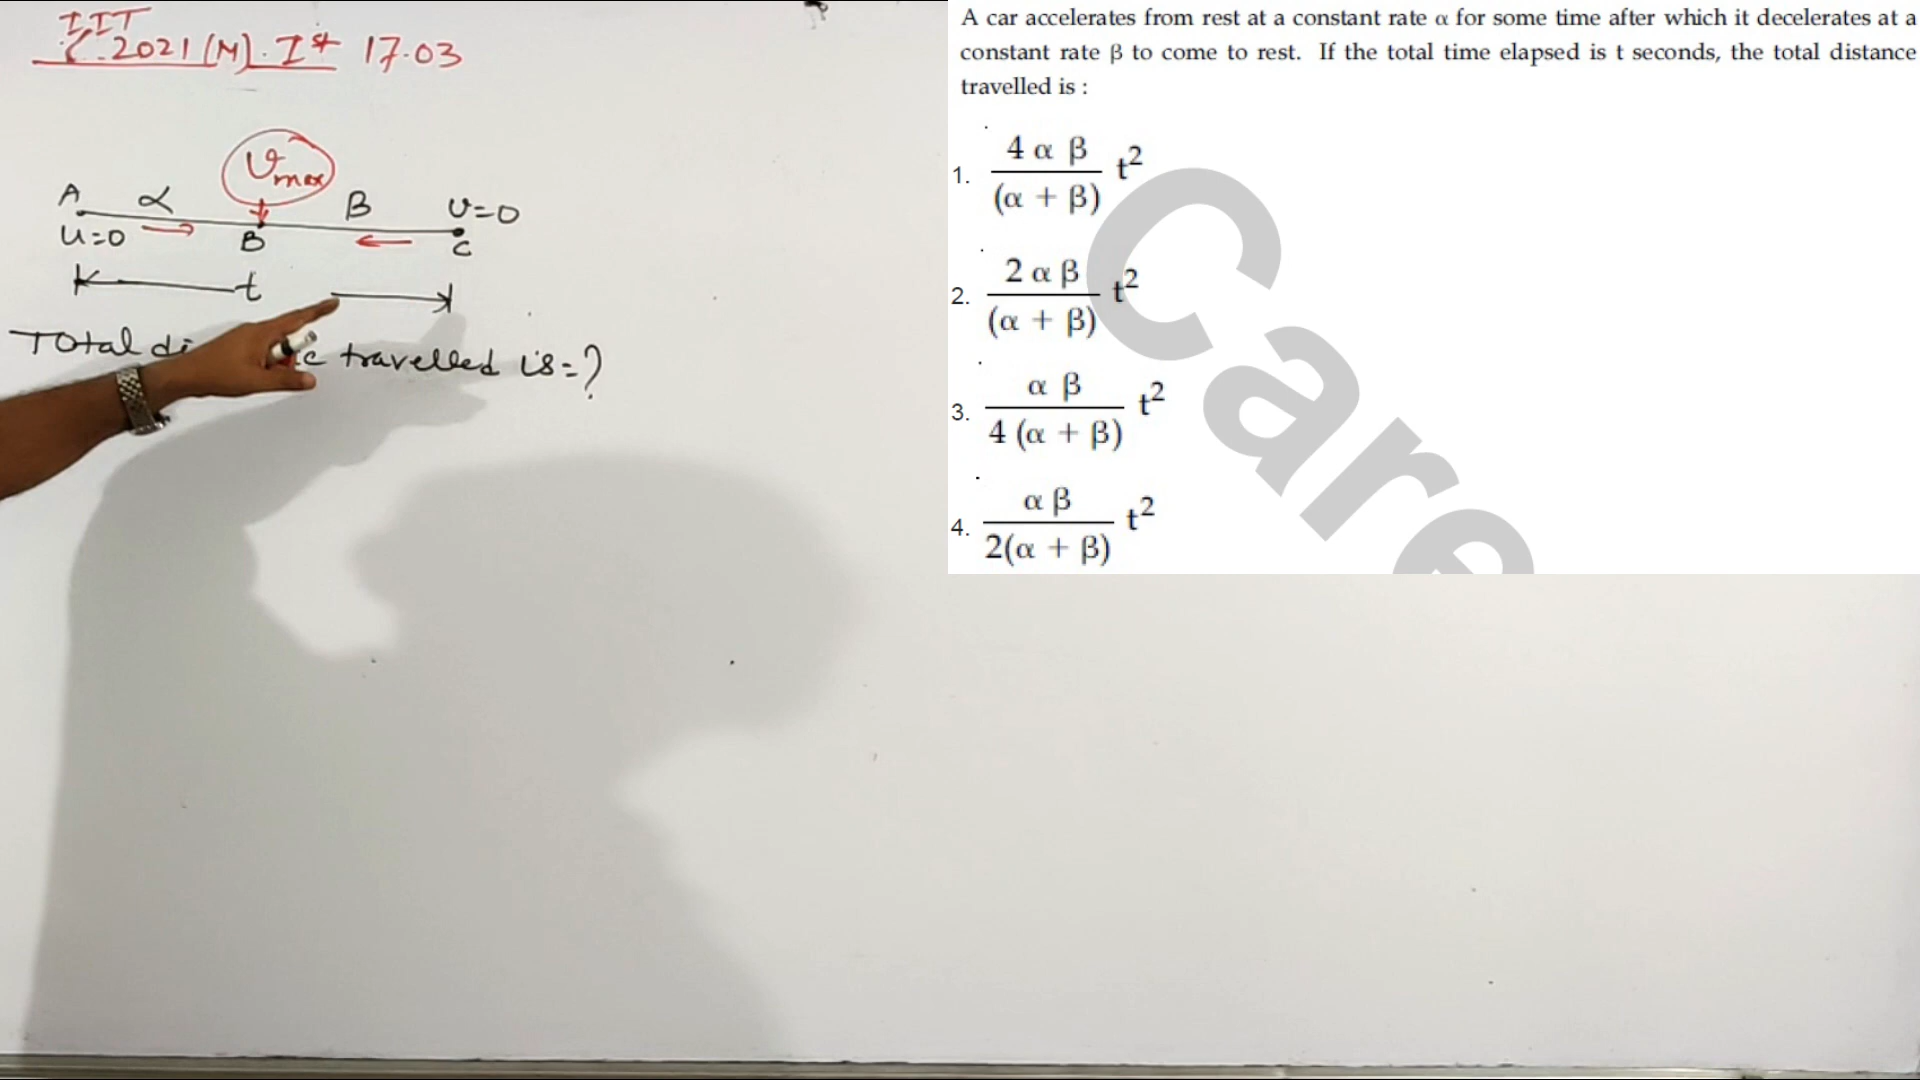 IIT
2021 (M). Ist 17.03
Vmax
A α B V=0
U=0 B C
t
Total travelled is=?
A car accelerates from rest at a constant rate α for some time after which it decelerates at a
constant rate β to come to rest. If the total time elapsed is t seconds, the total distance
travelled is :
1. 4 α β / (α + β) t²
2. 2 α β / (α + β) t²
3. α β / 4 (α + β) t²
4. α β / 2(α + β) t²
Care